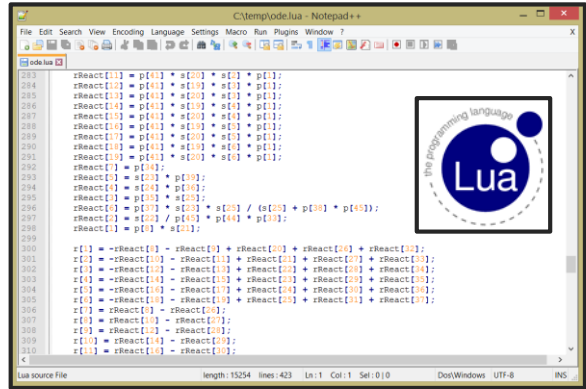 C:\temp\ode.lua - Notepad++
File Edit Search View Encoding Language Settings Macro Run Plugins Window ? X
ode.lua
283 rReact[11] = p[41] * s[20] * s[2] * p[1];
284 rReact[12] = p[41] * s[19] * s[3] * p[1];
285 rReact[13] = p[41] * s[20] * s[3] * p[1];
286 rReact[14] = p[41] * s[19] * s[4] * p[1];
287 rReact[15] = p[41] * s[20] * s[4] * p[1];
288 rReact[16] = p[41] * s[19] * s[5] * p[1];
289 rReact[17] = p[41] * s[20] * s[5] * p[1];
290 rReact[18] = p[41] * s[19] * s[6] * p[1];
291 rReact[19] = p[41] * s[20] * s[6] * p[1];
292 rReact[7] = p[34];
293 rReact[5] = s[23] * p[39];
294 rReact[4] = s[24] * p[36];
295 rReact[3] = p[35] * s[25];
296 rReact[6] = p[37] * s[23] * s[25] / (s[25] + p[38] * p[45]);
297 rReact[2] = s[22] / p[45] * p[44] * p[33];
298 rReact[1] = p[8] * s[21];
299
300 r[1] = -rReact[8] - rReact[9] + rReact[20] + rReact[26] + rReact[32];
301 r[2] = -rReact[10] - rReact[11] + rReact[21] + rReact[27] + rReact[33];
302 r[3] = -rReact[12] - rReact[13] + rReact[22] + rReact[28] + rReact[34];
303 r[4] = -rReact[14] - rReact[15] + rReact[23] + rReact[29] + rReact[35];
304 r[5] = -rReact[16] - rReact[17] + rReact[24] + rReact[30] + rReact[36];
305 r[6] = -rReact[18] - rReact[19] + rReact[25] + rReact[31] + rReact[37];
306 r[7] = rReact[8] - rReact[26];
307 r[8] = rReact[10] - rReact[27];
308 r[9] = rReact[12] - rReact[28];
309 r[10] = rReact[14] - rReact[29];
310 r[11] = rReact[16] - rReact[30];
the programming language
Lua
Lua source File length : 15254 lines : 423 Ln : 1 Col : 1 Sel : 0 | 0 Dos\Windows UTF-8 INS